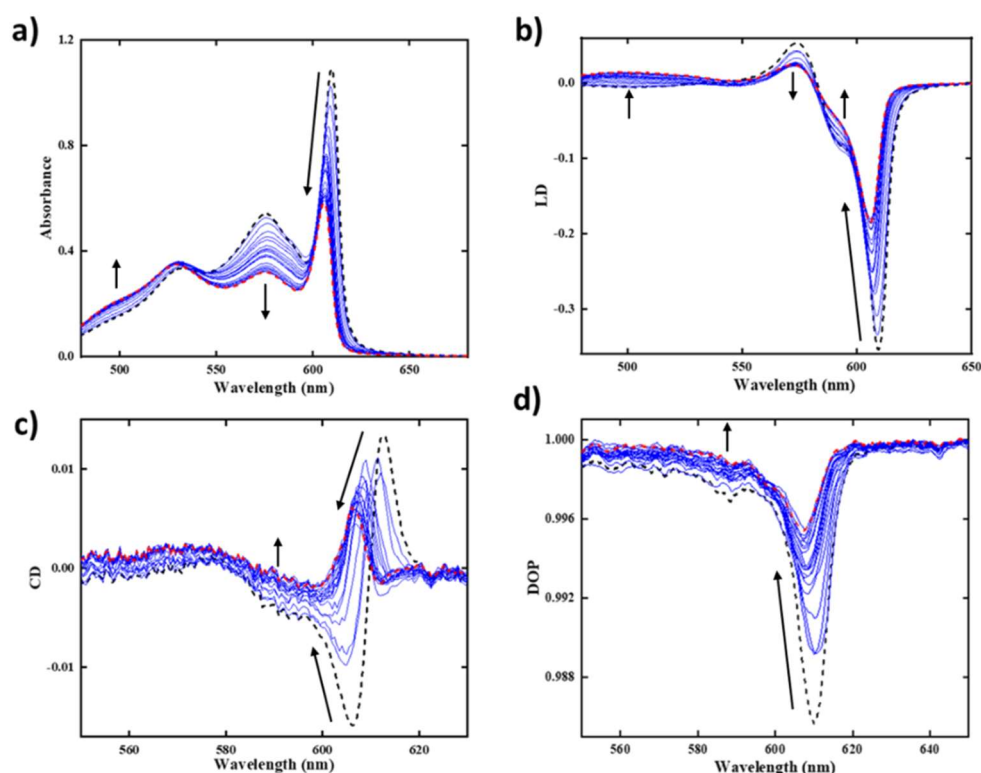 a)
1.2
0.8
0.4
0.0
Absorbance
500 550 600 650
Wavelength (nm)
b)
0.0
-0.1
-0.2
-0.3
LD
500 550 600 650
Wavelength (nm)
c)
0.01
0.00
-0.01
CD
560 580 600 620
Wavelength (nm)
d)
1.000
0.996
0.992
0.988
DOP
560 580 600 620 640
Wavelength (nm)